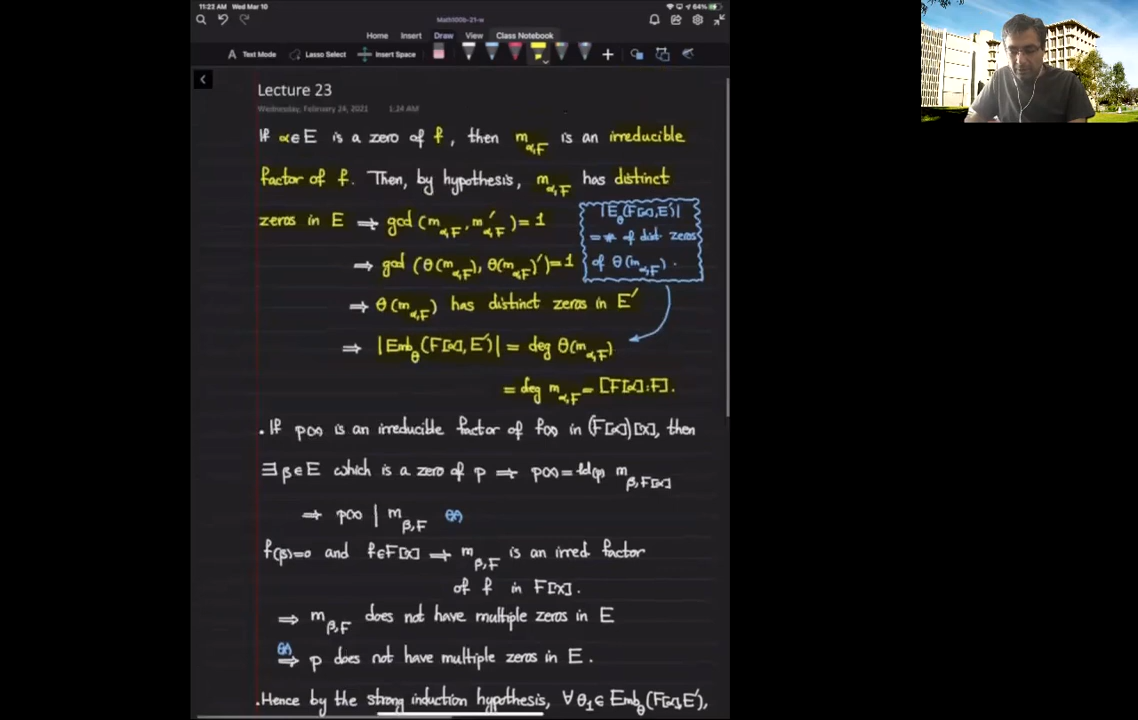 11:23 AM Wed Mar 10
64%
Math100b-21-w
Home Insert Draw View Class Notebook
Text Mode Lasso Select Insert Space
Lecture 23
Wednesday, February 24, 2021 1:24 AM
If α∈E is a zero of f, then m_{α,F} is an irreducible
factor of f. Then, by hypothesis, m_{α,F} has distinct
zeros in E ⇒ gcd (m_{α,F}, m'_{α,F}) = 1
⇒ gcd (θ(m_{α,F}), θ(m_{α,F})') = 1
⇒ θ(m_{α,F}) has distinct zeros in E'
⇒ |Emb_θ(F[α],E')| = deg θ(m_{α,F})
= deg m_{α,F} = [F[α]:F].
|E_θ(F[α],E')|
= # of dist. zeros
of θ(m_{α,F}).
. If p(x) is an irreducible factor of f(x) in (F[α])[x], then
∃ β∈E which is a zero of p ⇒ p(x) = ld(p) m_{β,F[α]}
⇒ p(x) | m_{β,F}
f(β)=0 and f∈F[x] ⇒ m_{β,F} is an irred factor
of f in F[x].
⇒ m_{β,F} does not have multiple zeros in E
⇒ p does not have multiple zeros in E.
. Hence by the strong induction hypothesis, ∀ θ_1 ∈ Emb_θ(F[α],E'),